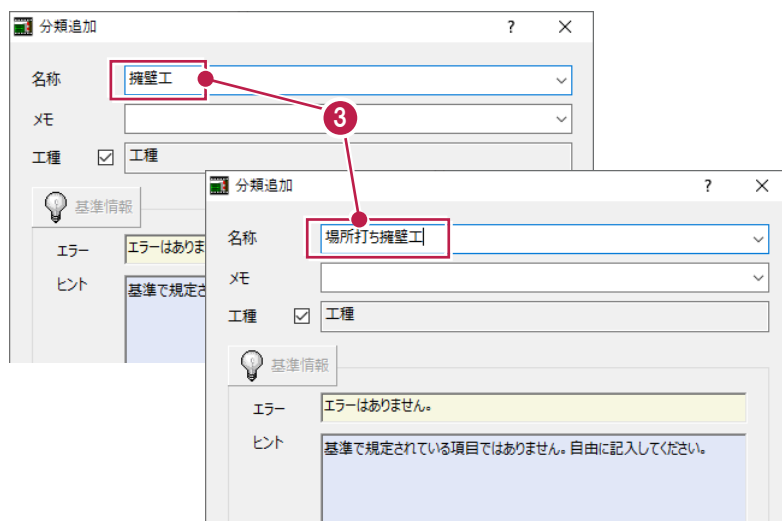 分類追加
?
×
名称
擁壁工
メモ
工種
工種
基準情報
エラー
エラーはありま
ヒント
基準で規定さ
3
分類追加
?
×
名称
場所打ち擁壁工
メモ
工種
工種
基準情報
エラー
エラーはありません。
ヒント
基準で規定されている項目ではありません。自由に記入してください。